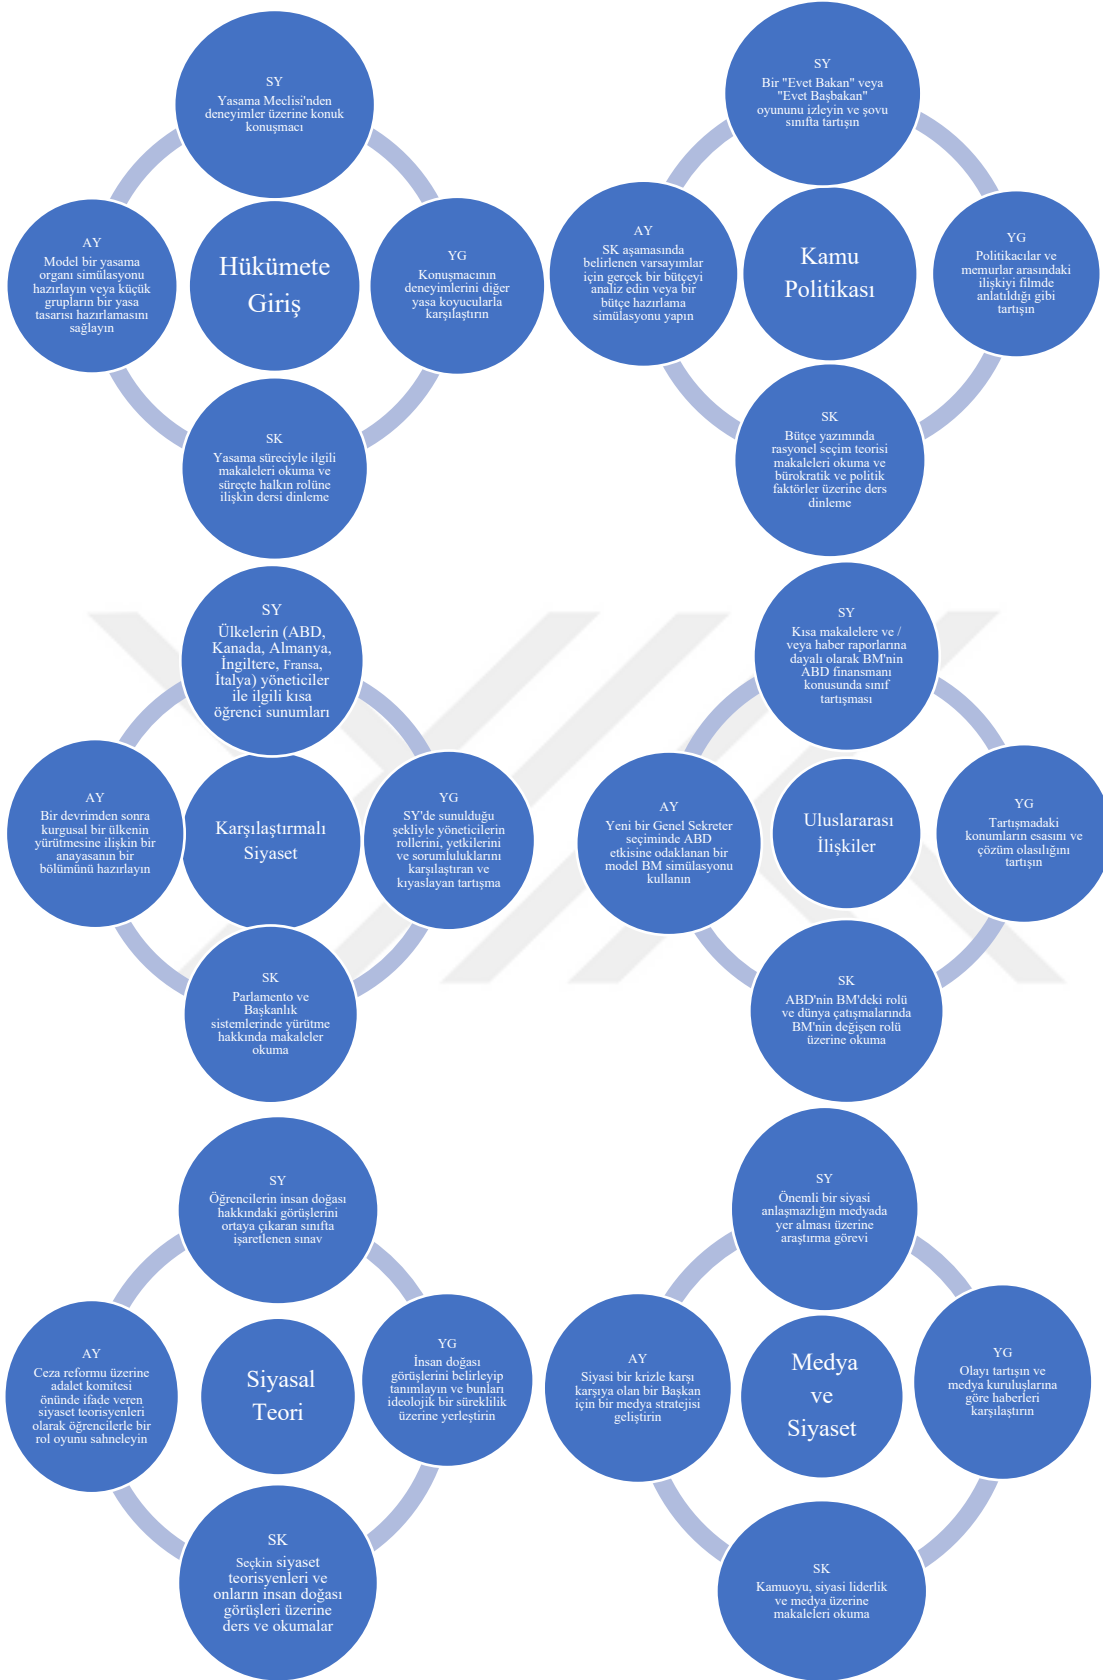 SY
Yasama Meclisi'nden
deneyimler üzerine konuk
konuşmacı
AY
Model bir yasama
organı simülasyonu
hazırlayın veya küçük
grupların bir yasa
tasarısı hazırlamasını
sağlayın
Hükümete
Giriş
YG
Konuşmacının
deneyimlerini diğer
yasa koyucularla
karşılaştırın
SK
Yasama süreciyle ilgili
makaleleri okuma ve
süreçte halkın rolüne
ilişkin dersi dinleme
SY
Bir "Evet Bakan" veya
"Evet Başbakan"
oyununu izleyin ve şovu
sınıfta tartışın
AY
SK aşamasında
belirlenen varsayımlar
için gerçek bir bütçeyi
analiz edin veya bir
bütçe hazırlama
simülasyonu yapın
Kamu
Politikası
YG
Politikacılar ve
memurlar arasındaki
ilişkiyi filmde
anlatıldığı gibi
tartışın
SK
Bütçe yazımında
rasyonel seçim teorisi
makaleleri okuma ve
bürokratik ve politik
faktörler üzerine ders
dinleme
SY
Ülkelerin (ABD,
Kanada, Almanya,
İngiltere, Fransa,
İtalya) yöneticiler
ile ilgili kısa
öğrenci sunumları
AY
Bir devrimden sonra
kurgusal bir ülkenin
yürütmesine ilişkin bir
anayasanın bir
bölümünü hazırlayın
Karşılaştırmalı
Siyaset
YG
SY'de sunulduğu
şekliyle yöneticilerin
rollerini, yetkilerini
ve sorumluluklarını
karşılaştıran ve
kıyaslayan tartışma
SK
Parlamento ve
Başkanlık
sistemlerinde yürütme
hakkında makaleler
okuma
SY
Kısa makalelere ve /
veya haber raporlarına
dayalı olarak BM'nin
ABD finansmanı
konusunda sınıf
tartışması
AY
Yeni bir Genel Sekreter
seçiminde ABD
etkisine odaklanan bir
model BM simülasyonu
kullanın
Uluslararası
İlişkiler
YG
Tartışmadaki
konumların esasını ve
çözüm olasılığını
tartışın
SK
ABD'nin BM'deki rolü
ve dünya çatışmalarında
BM'nin değişen rolü
üzerine okuma
SY
Öğrencilerin insan doğası
hakkındaki görüşlerini
ortaya çıkaran sınıfta
işaretlenen sınav
AY
Ceza reformu üzerine
adalet komitesi
önünde ifade veren
siyaset teorisyenleri
olarak öğrencilerle bir
rol oyunu sahneleyin
Siyasal
Teori
YG
İnsan doğası
görüşlerini belirleyip
tanımlayın ve bunları
ideolojik bir süreklilik
üzerine yerleştirin
SK
Seçkin siyaset
teorisyenleri ve
onların insan doğası
görüşleri üzerine
ders ve okumalar
SY
Önemli bir siyasi
anlaşmazlığın medyada
yer alması üzerine
araştırma görevi
AY
Siyasi bir krizle karşı
karşıya olan bir Başkan
için bir medya stratejisi
geliştirin
Medya
ve
Siyaset
YG
Olayı tartışın ve
medya kuruluşlarına
göre haberleri
karşılaştırın
SK
Kamuoyu, siyasi liderlik
ve medya üzerine
makaleleri okuma